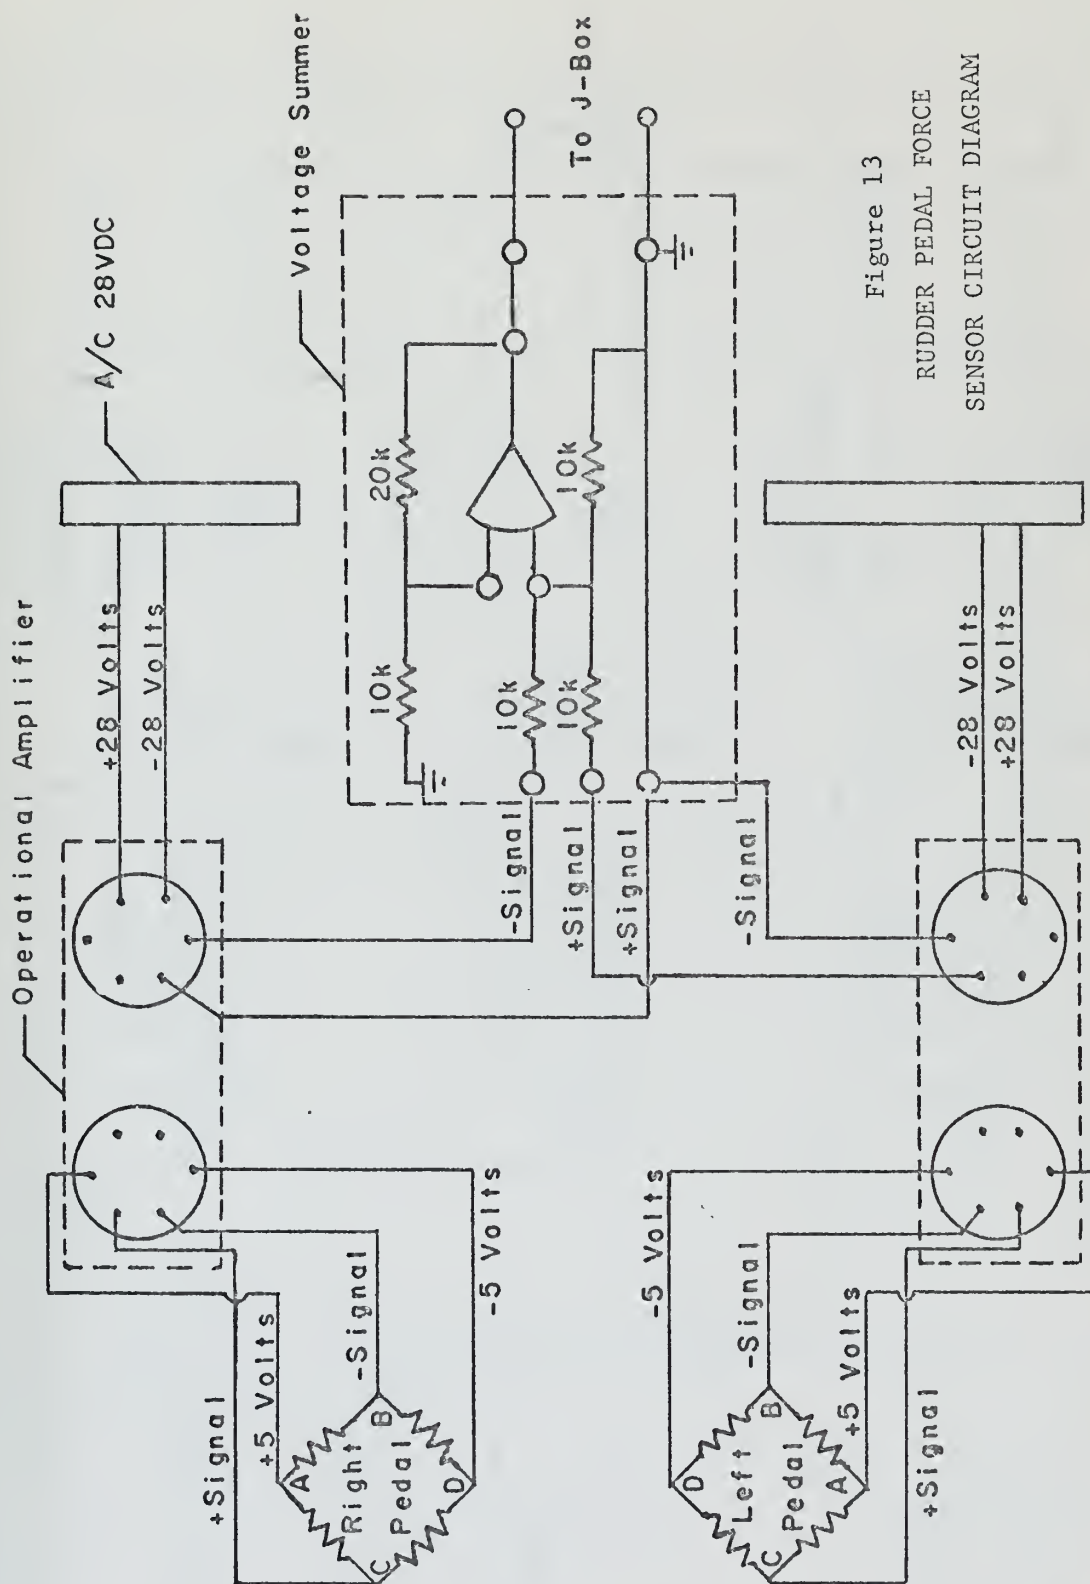 Operational Amplifier
A/C 28VDC
+28 Volts
-28 Volts
Voltage Summer
+Signal
+5 Volts
-Signal
-5 Volts
A
B
C
D
Right
Pedal
10k
20k
10k
10k
10k
To J-Box
-Signal
+Signal
+Signal
-Signal
-5 Volts
-Signal
+5 Volts
+Signal
D
B
C
A
Left
Pedal
-28 Volts
+28 Volts
Figure 13
RUDDER PEDAL FORCE
SENSOR CIRCUIT DIAGRAM